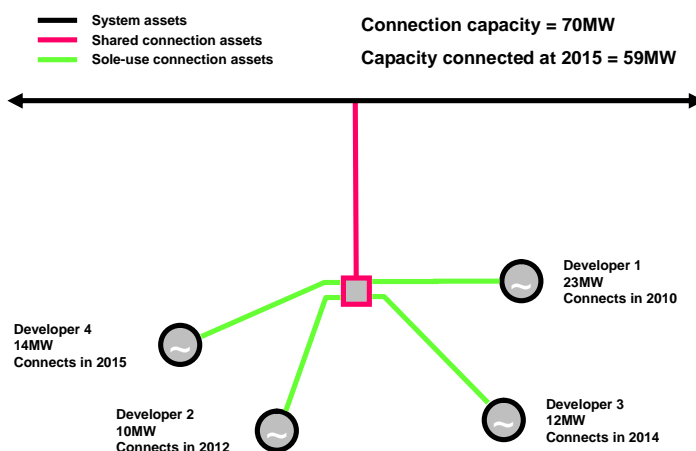 System assets
Shared connection assets
Sole-use connection assets
Connection capacity = 70MW
Capacity connected at 2015 = 59MW
Developer 1
23MW
Connects in 2010
Developer 4
14MW
Connects in 2015
Developer 2
10MW
Connects in 2012
Developer 3
12MW
Connects in 2014